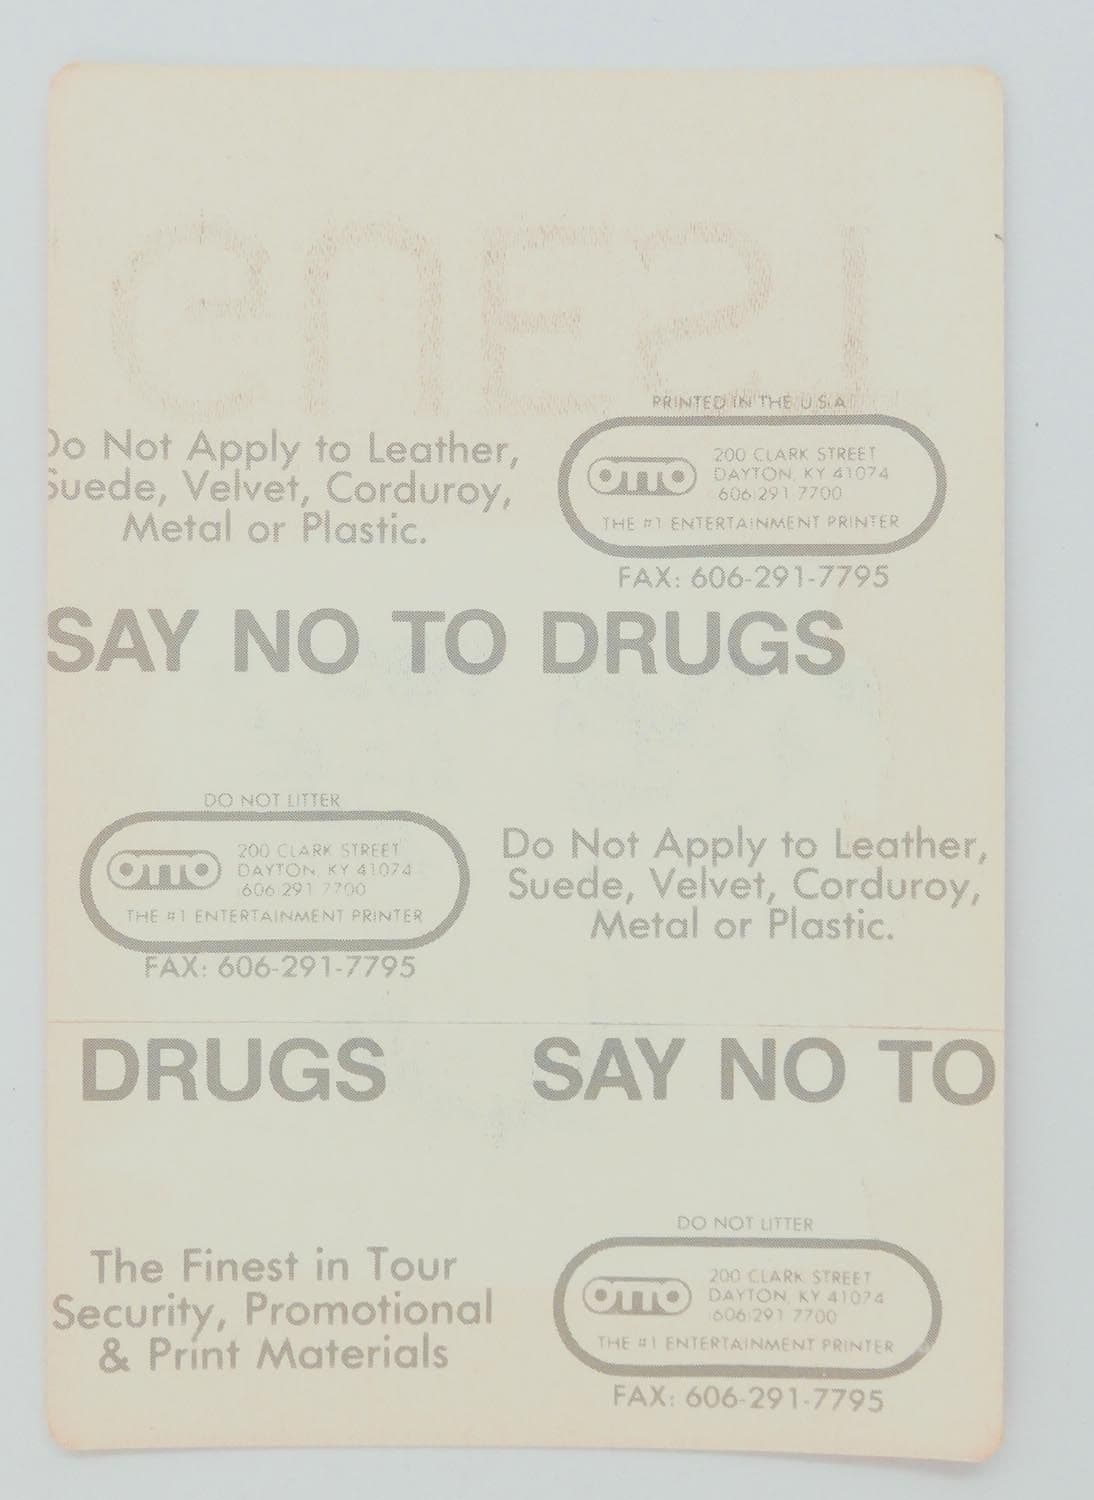 guest
PRINTED IN THE U.S.A.
Do Not Apply to Leather,
Suede, Velvet, Corduroy,
Metal or Plastic.
OTTO
200 CLARK STREET
DAYTON, KY 41074
606 291 7700
THE #1 ENTERTAINMENT PRINTER
FAX: 606-291-7795
SAY NO TO DRUGS
DO NOT LITTER
OTTO
200 CLARK STREET
DAYTON, KY 41074
606 291 7700
THE #1 ENTERTAINMENT PRINTER
FAX: 606-291-7795
Do Not Apply to Leather,
Suede, Velvet, Corduroy,
Metal or Plastic.
DRUGS SAY NO TO
The Finest in Tour
Security, Promotional
& Print Materials
DO NOT LITTER
OTTO
200 CLARK STREET
DAYTON, KY 41074
606 291 7700
THE #1 ENTERTAINMENT PRINTER
FAX: 606-291-7795